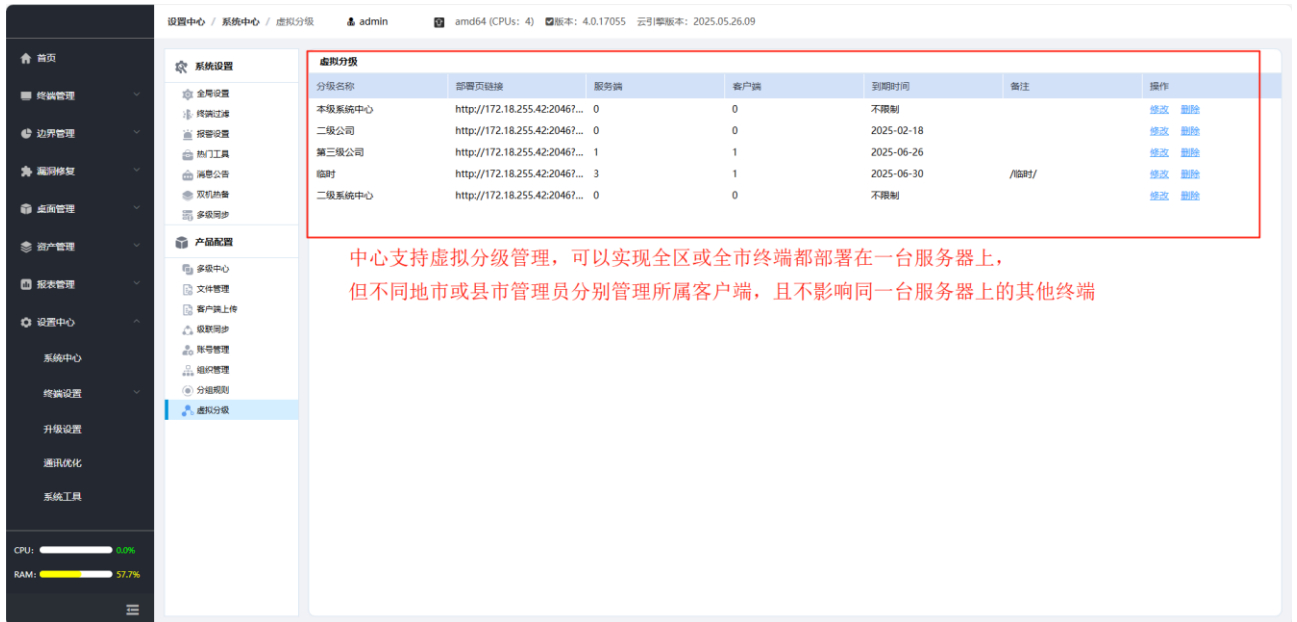 设置中心 / 系统中心 / 虚拟分级 admin amd64 (CPUs: 4) 版本: 4.0.17055 云引擎版本: 2025.05.26.09
首页
终端管理
边界管理
漏洞修复
桌面管理
资产管理
报表管理
设置中心
系统中心
终端设置
升级设置
通讯优化
系统工具
CPU: 0.0%
RAM: 57.7%
系统设置
全局设置
终端过滤
报警设置
热门工具
消息公告
双机热备
多级同步
产品配置
多级中心
文件管理
客户端上传
级联同步
账号管理
组织管理
分组规则
虚拟分级
虚拟分级
分级名称 部署页链接 服务端 客户端 到期时间 备注 操作
本级系统中心 http://172.18.255.42:2046?... 0 0 不限制 修改 删除
二级公司 http://172.18.255.42:2046?... 0 0 2025-02-18 修改 删除
第三级公司 http://172.18.255.42:2046?... 1 1 2025-06-26 修改 删除
临时 http://172.18.255.42:2046?... 3 1 2025-06-30 /临时/ 修改 删除
二级系统中心 http://172.18.255.42:2046?... 0 0 不限制 修改 删除
中心支持虚拟分级管理，可以实现全区或全市终端都部署在一台服务器上，
但不同地市或县市管理员分别管理所属客户端，且不影响同一台服务器上的其他终端